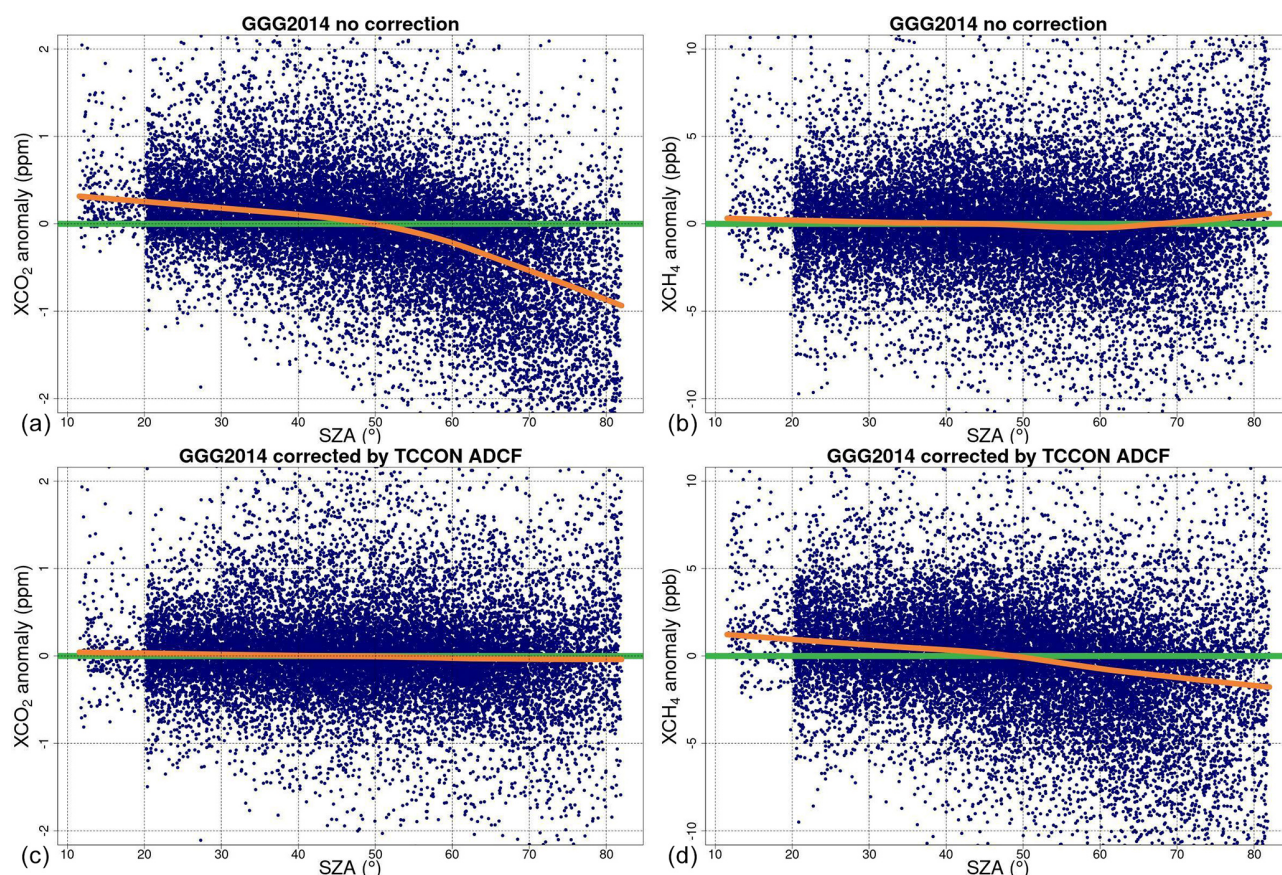 GGG2014 no correction
XCO2 anomaly (ppm)
2
1
0
-1
-2
10 20 30 40 50 60 70 80
(a)
SZA (°)
GGG2014 no correction
XCH4 anomaly (ppb)
10
5
0
-5
-10
10 20 30 40 50 60 70 80
(b)
SZA (°)
GGG2014 corrected by TCCON ADCF
XCO2 anomaly (ppm)
2
1
0
-1
-2
10 20 30 40 50 60 70 80
(c)
SZA (°)
GGG2014 corrected by TCCON ADCF
XCH4 anomaly (ppb)
10
5
0
-5
-10
10 20 30 40 50 60 70 80
(d)
SZA (°)